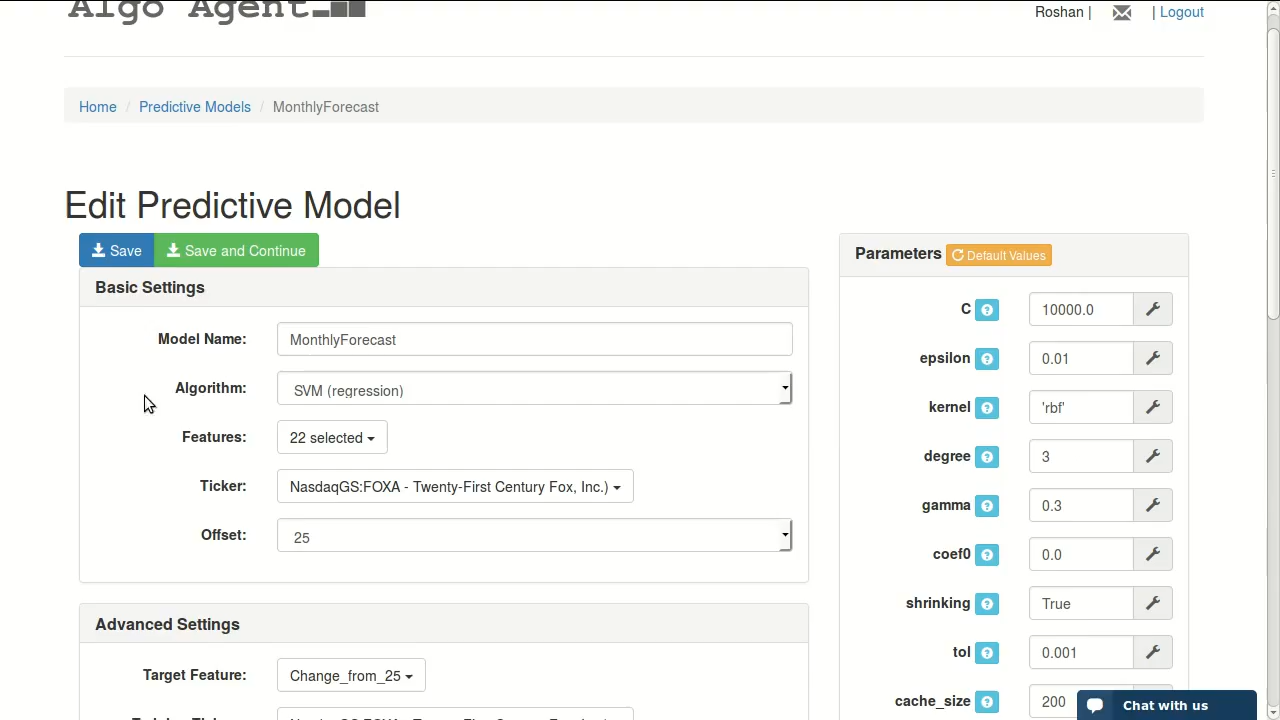 Algo Agent
Roshan | | Logout
Home / Predictive Models / MonthlyForecast
Edit Predictive Model
Save Save and Continue
Basic Settings
Model Name: MonthlyForecast
Algorithm: SVM (regression)
Features: 22 selected
Ticker: NasdaqGS:FOXA - Twenty-First Century Fox, Inc.)
Offset: 25
Advanced Settings
Target Feature: Change_from_25
Parameters Default Values
C ? 10000.0
epsilon ? 0.01
kernel ? 'rbf'
degree ? 3
gamma ? 0.3
coef0 ? 0.0
shrinking ? True
tol ? 0.001
cache_size ? 200
Chat with us